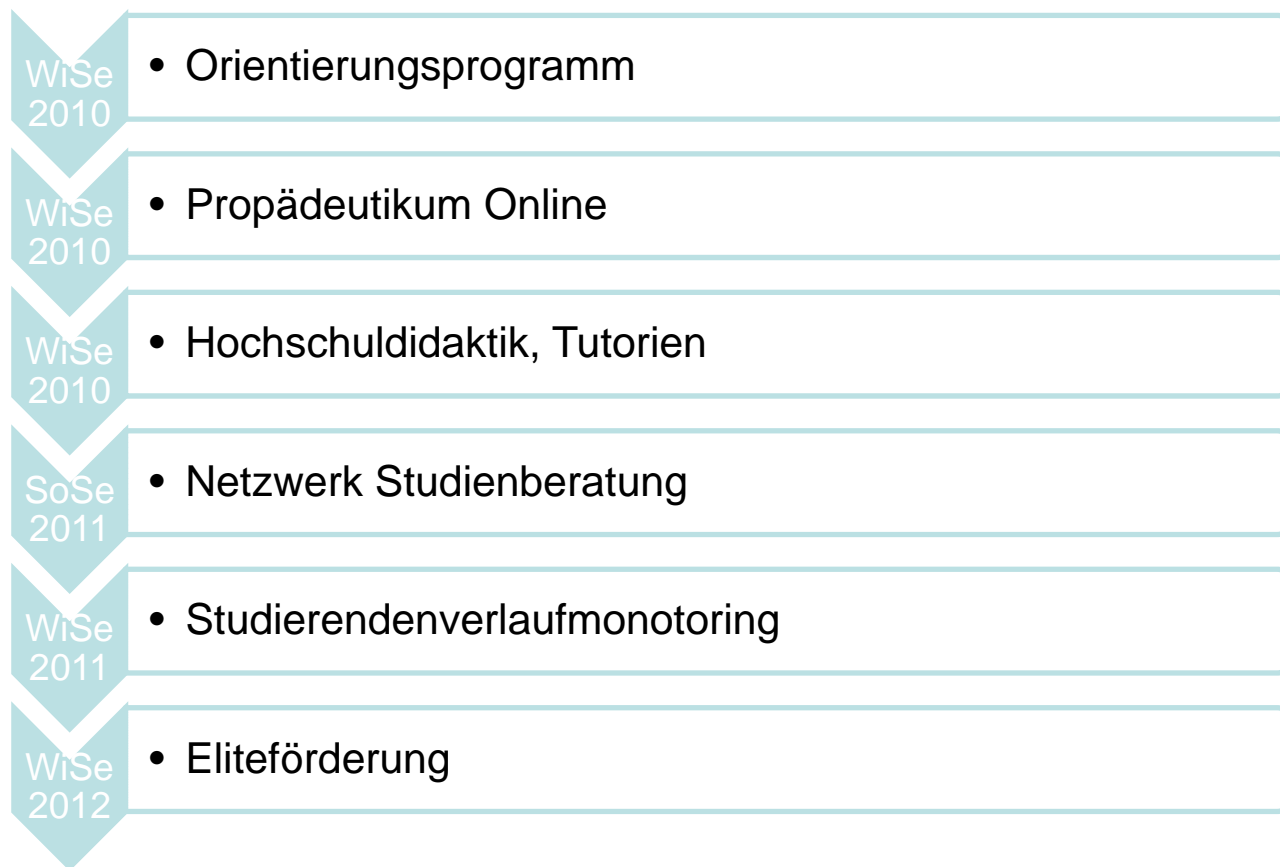 WiSe
2010
• Orientierungsprogramm
WiSe
2010
• Propädeutikum Online
WiSe
2010
• Hochschuldidaktik, Tutorien
SoSe
2011
• Netzwerk Studienberatung
WiSe
2011
• Studierendenverlaufmonotoring
WiSe
2012
• Eliteförderung